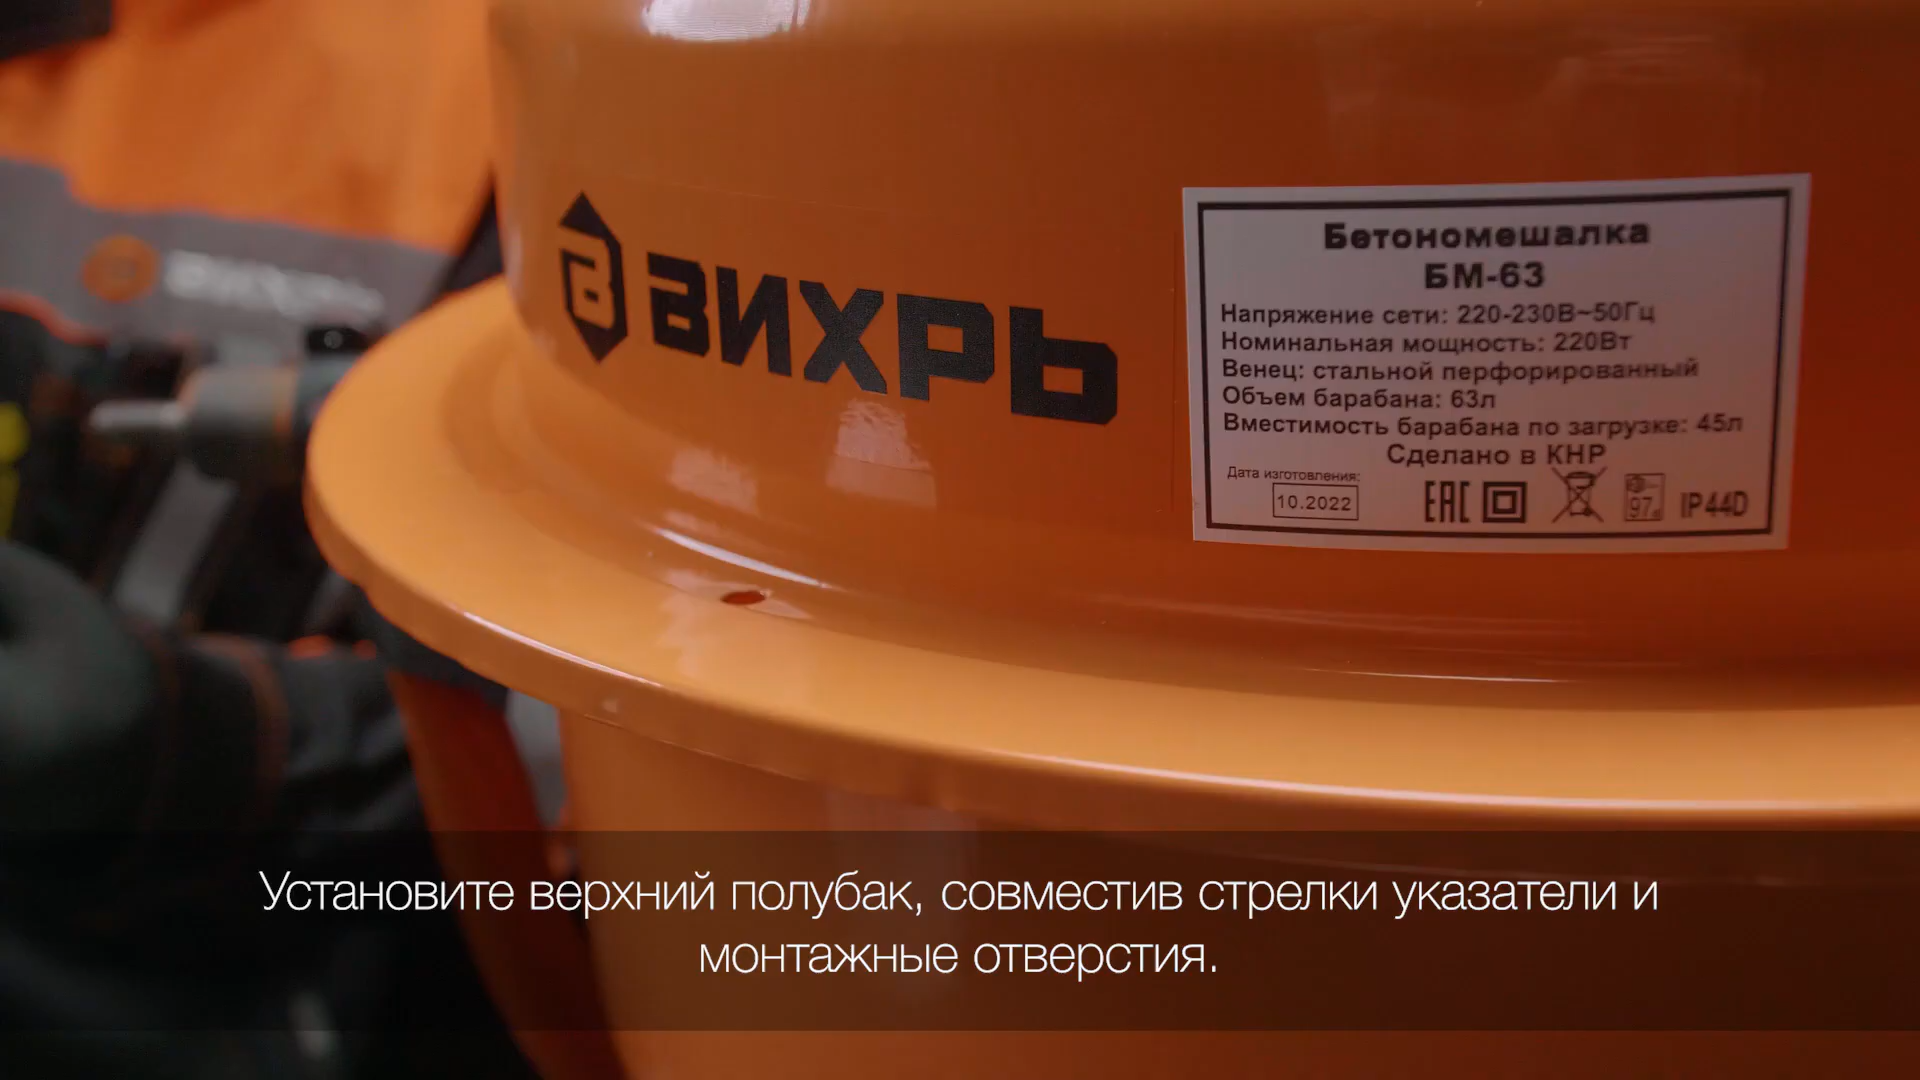 ВИХРЬ
ВИХРЬ
Бетономешалка
БМ-63
Напряжение сети: 220-230В~50Гц
Номинальная мощность: 220Вт
Венец: стальной перфорированный
Объем барабана: 63л
Вместимость барабана по загрузке: 45л
Сделано в КНР
Дата изготовления:
10.2022
EAC 97 IP44D
Установите верхний полубак, совместив стрелки указатели и
монтажные отверстия.